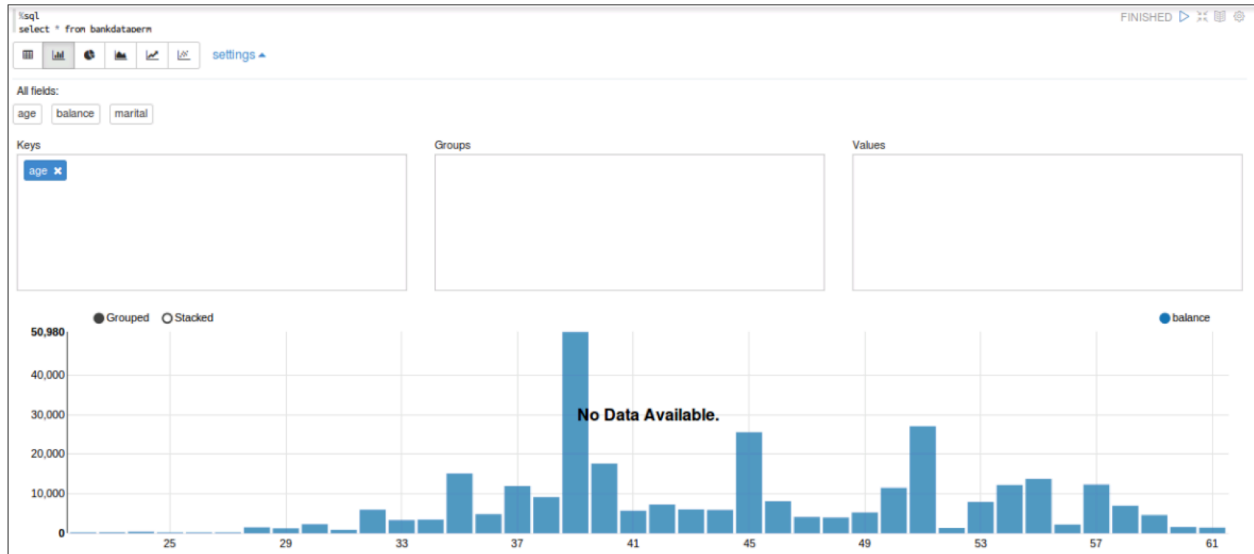 %sql
FINISHED
select * from bankdataperm
settings
All fields:
age balance marital
Keys Groups Values
age ×
Grouped Stacked balance
50,980
40,000
30,000
No Data Available.
20,000
10,000
0
25 29 33 37 41 45 49 53 57 61